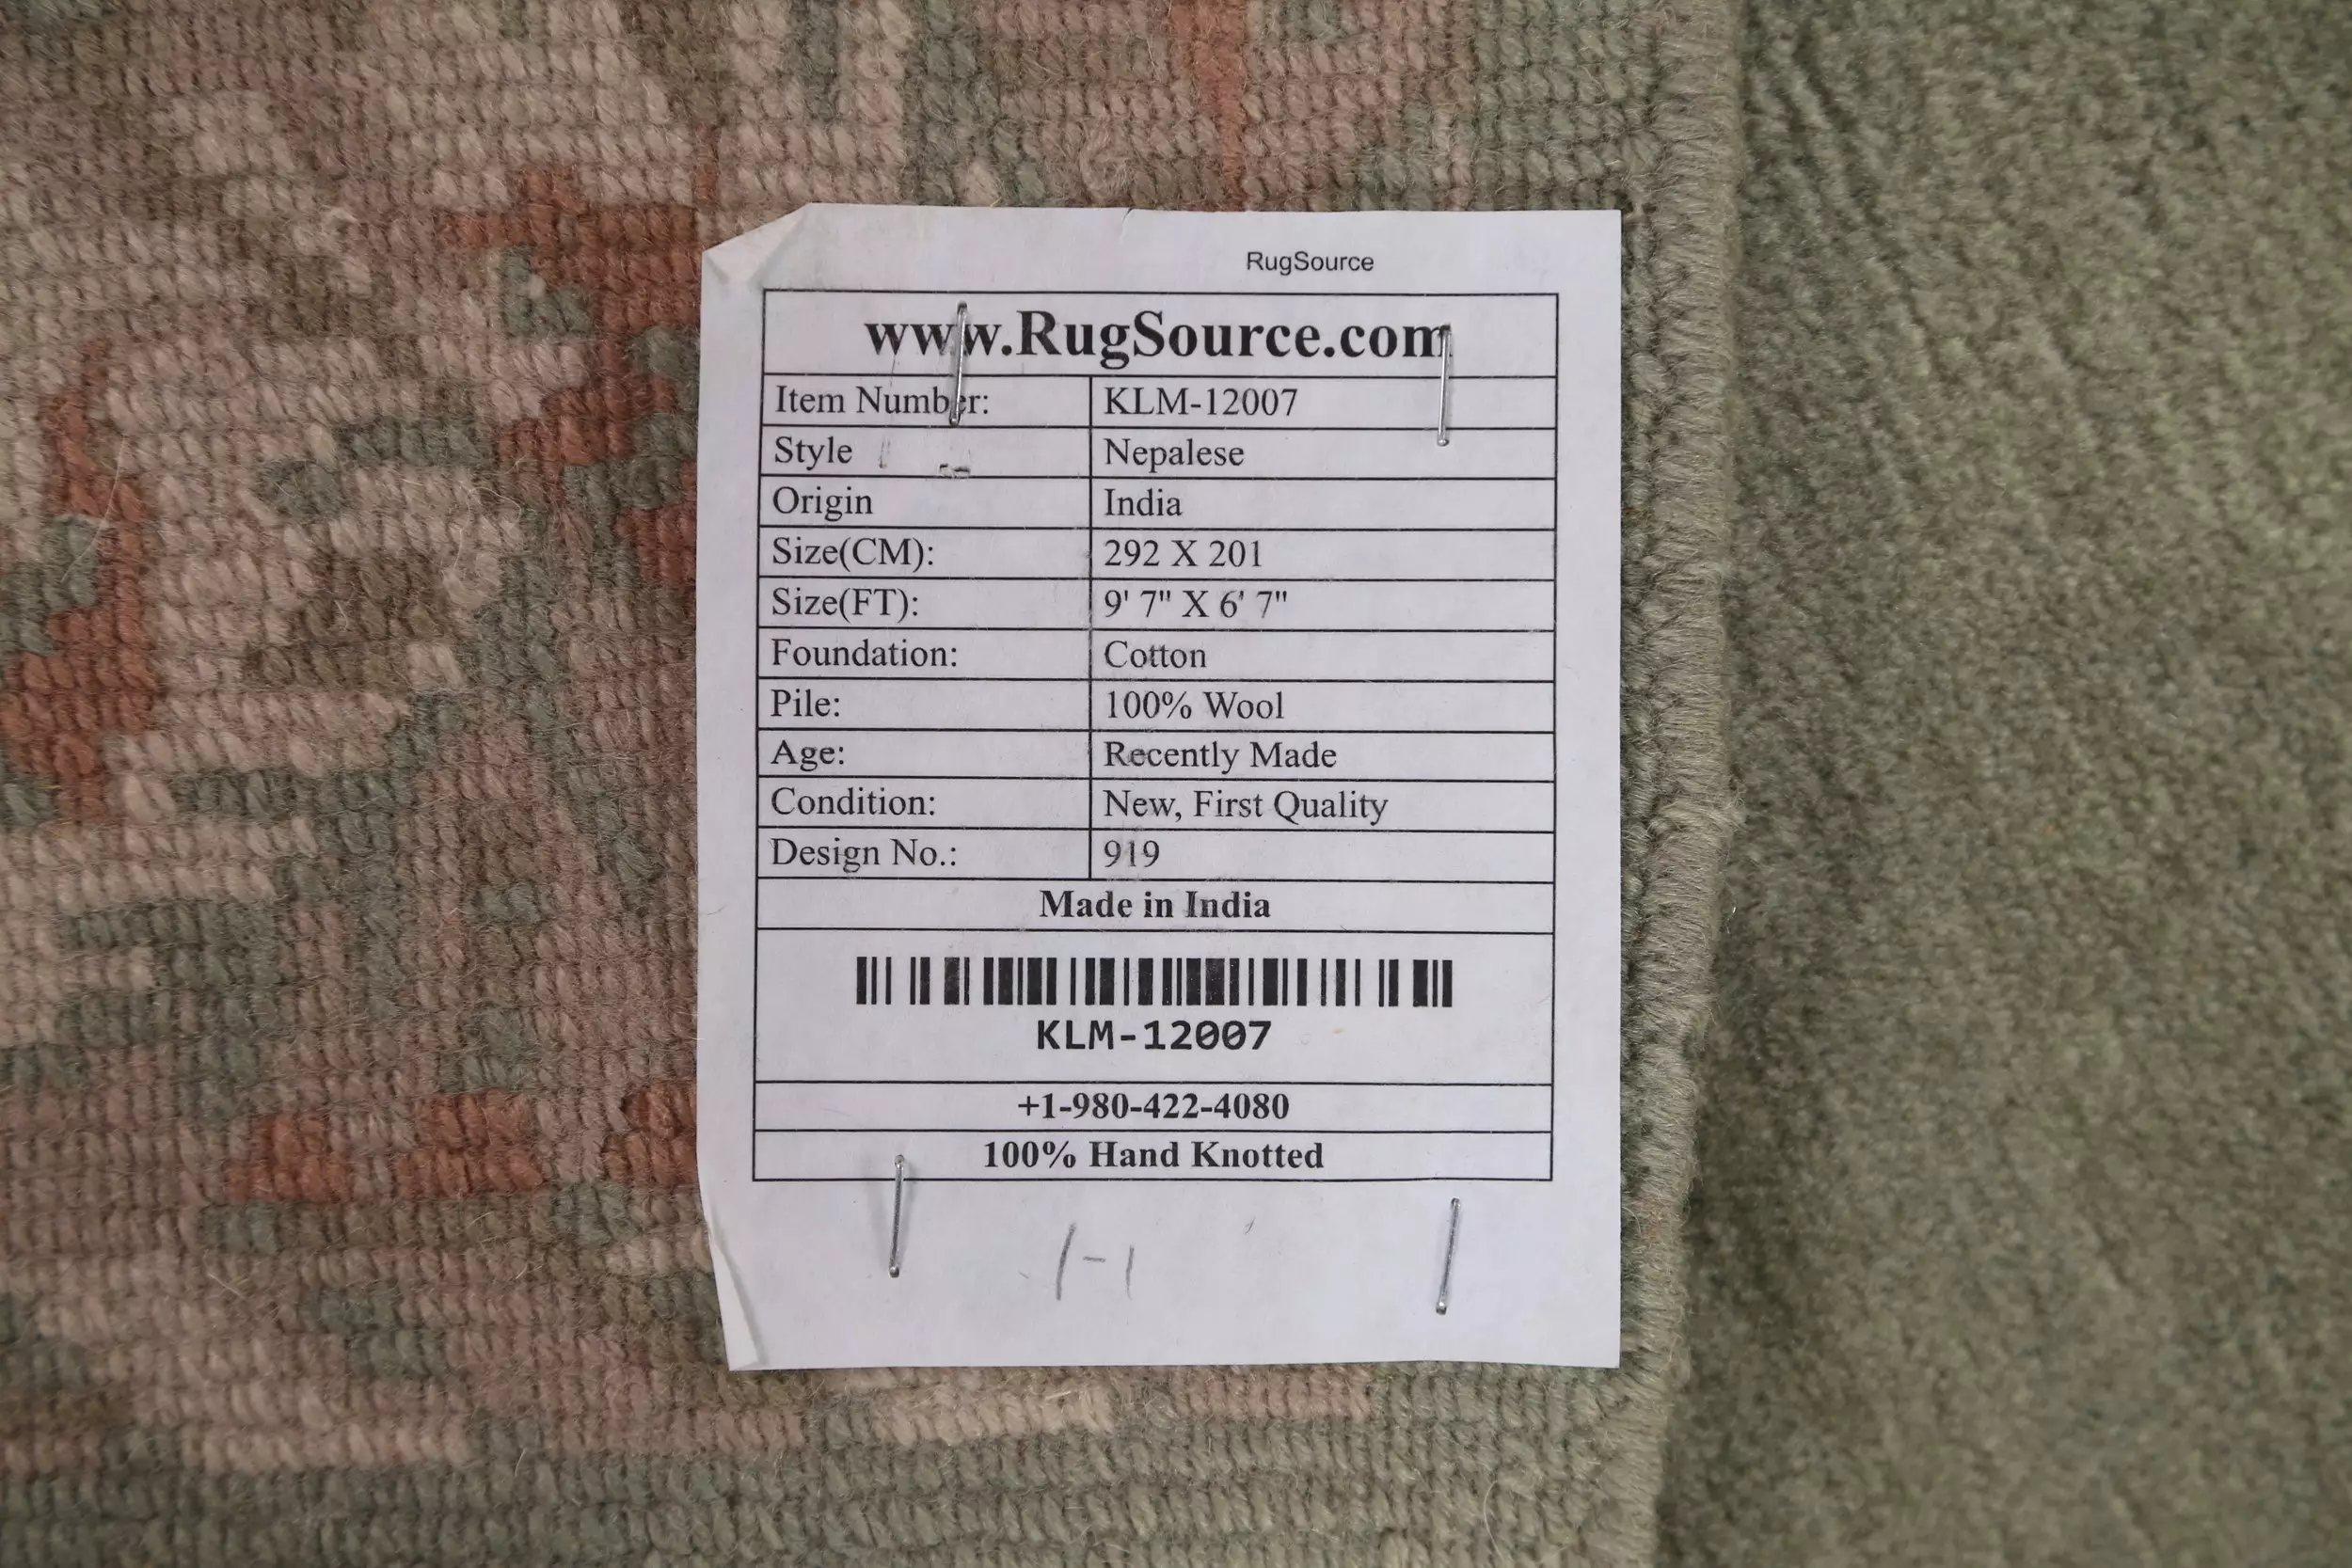 RugSource
www.RugSource.com
Item Number: KLM-12007
Style Nepalese
Origin India
Size(CM): 292 X 201
Size(FT): 9' 7" X 6' 7"
Foundation: Cotton
Pile: 100% Wool
Age: Recently Made
Condition: New, First Quality
Design No.: 919
Made in India
KLM-12007
+1-980-422-4080
100% Hand Knotted
1-1